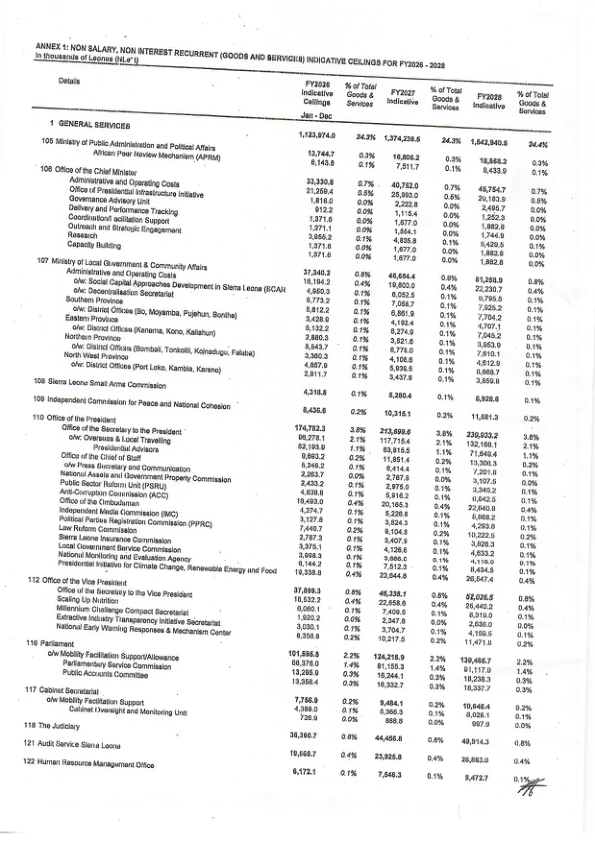 ANNEX 1: NON SALARY, NON INTEREST RECURRENT (GOODS AND SERVICES) INDICATIVE CEILINGS FOR FY2026 - 2028
In thousands of Leones (NLe' t)
Details FY2026 Indicative Ceilings % of Total Goods & Services FY2027 Indicative % of Total Goods & Services FY2028 Indicative % of Total Goods & Services
Jan - Dec
1 GENERAL SERVICES 1,123,974.0 24.3% 1,374,239.5 24.3% 1,542,940.5 24.4%
105 Ministry of Public Administration and Political Affairs 13,744.7 0.3% 16,805.2 0.3% 18,868.2 0.3%
African Peer Review Mechanism (APRM) 6,143.8 0.1% 7,511.7 0.1% 8,433.9 0.1%
106 Office of the Chief Minister 33,330.6 0.7% 40,752.0 0.7% 45,754.7 0.7%
Administrative and Operating Costs 21,259.4 0.5% 25,993.0 0.5% 29,183.9 0.5%
Office of Presidential Infrastructure Initiative 1,818.0 0.0% 2,222.8 0.0% 2,495.7 0.0%
Governance Advisory Unit 912.2 0.0% 1,115.4 0.0% 1,252.3 0.0%
Delivery and Performance Tracking 1,371.6 0.0% 1,677.0 0.0% 1,882.8 0.0%
Coordination/Facilitation Support 1,271.1 0.0% 1,554.1 0.0% 1,744.9 0.0%
Outreach and Strategic Engagement 3,955.2 0.1% 4,835.8 0.1% 5,429.5 0.1%
Research 1,371.6 0.0% 1,677.0 0.0% 1,882.8 0.0%
Capacity Building 1,371.6 0.0% 1,677.0 0.0% 1,882.8 0.0%
107 Ministry of Local Government & Community Affairs 37,340.2 0.8% 45,654.4 0.8% 51,258.9 0.8%
Administrative and Operating Costs 16,194.2 0.4% 19,803.0 0.4% 22,230.7 0.4%
o/w: Social Capital Approaches Development in Sierra Leone (SCAR 4,950.3 0.1% 6,052.5 0.1% 6,795.5 0.1%
o/w: Decentralisation Secretariat 5,773.2 0.1% 7,058.7 0.1% 7,925.2 0.1%
Southern Province 5,612.2 0.1% 6,861.9 0.1% 7,704.2 0.1%
o/w: District Offices (Bo, Moyamba, Pujehun, Bonthe) 3,428.9 0.1% 4,192.4 0.1% 4,707.1 0.1%
Eastern Province 5,132.2 0.1% 6,274.9 0.1% 7,045.2 0.1%
o/w: District Offices (Kenema, Kono, Kailahun) 2,880.3 0.1% 3,521.6 0.1% 3,953.9 0.1%
Northern Province 5,543.7 0.1% 6,778.0 0.1% 7,610.1 0.1%
o/w: District Offices (Bombali, Tonkolili, Koinadugu, Falaba) 3,360.3 0.1% 4,108.6 0.1% 4,612.9 0.1%
North West Province 4,857.9 0.1% 5,939.5 0.1% 6,668.7 0.1%
o/w: District Offices (Port Loko, Kambia, Karene) 2,811.7 0.1% 3,437.8 0.1% 3,859.8 0.1%
108 Sierra Leone Small Arms Commission 4,318.8 0.1% 5,280.4 0.1% 5,928.6 0.1%
109 Independent Commission for Peace and National Cohesion 8,436.6 0.2% 10,315.1 0.2% 11,581.3 0.2%
110 Office of the President 174,782.3 3.8% 213,699.6 3.8% 239,933.2 3.8%
Office of the Secretary to the President 96,278.1 2.1% 117,715.4 2.1% 132,168.1 2.1%
o/w: Overseas & Local Travelling 52,193.9 1.1% 63,815.5 1.1% 71,649.4 1.1%
Presidential Advisors 9,693.2 0.2% 11,851.4 0.2% 13,306.3 0.2%
Office of the Chief of Staff 5,246.2 0.1% 6,414.4 0.1% 7,201.8 0.1%
o/w Press Secretary and Communication 2,263.7 0.0% 2,767.8 0.0% 3,107.5 0.0%
National Assets and Government Property Commission 2,433.2 0.1% 2,975.0 0.1% 3,340.2 0.1%
Public Sector Reform Unit (PSRU) 4,838.8 0.1% 5,916.2 0.1% 6,642.5 0.1%
Anti-Corruption Commission (ACC) 16,493.0 0.4% 20,165.3 0.4% 22,640.8 0.4%
Office of the Ombudsman 4,274.7 0.1% 5,226.6 0.1% 5,868.2 0.1%
Independent Media Commission (IMC) 3,127.8 0.1% 3,824.3 0.1% 4,293.8 0.1%
Political Parties Registration Commission (PPRC) 7,446.7 0.2% 9,104.8 0.2% 10,222.5 0.2%
Law Reform Commission 2,787.3 0.1% 3,407.9 0.1% 3,826.3 0.1%
Sierra Leone Insurance Commission 3,375.1 0.1% 4,126.6 0.1% 4,633.2 0.1%
Local Government Service Commission 2,998.3 0.1% 3,666.0 0.1% 4,116.0 0.1%
National Monitoring and Evaluation Agency 6,144.2 0.1% 7,512.3 0.1% 8,434.5 0.1%
Presidential Initiative for Climate Change, Renewable Energy and Food 19,338.8 0.4% 23,644.8 0.4% 26,547.4 0.4%
112 Office of the Vice President 37,899.3 0.8% 46,338.1 0.8% 52,026.5 0.8%
Office of the Secretary to the Vice President 18,532.2 0.4% 22,658.6 0.4% 25,440.2 0.4%
Scaling Up Nutrition 6,060.1 0.1% 7,409.5 0.1% 8,319.0 0.1%
Millennium Challenge Compact Secretariat 1,920.2 0.0% 2,347.8 0.0% 2,636.0 0.0%
Extractive Industry Transparency Initiative Secretariat 3,030.1 0.1% 3,704.7 0.1% 4,159.5 0.1%
National Early Warning Responses & Mechanism Center 8,356.8 0.2% 10,217.5 0.2% 11,471.8 0.2%
116 Parliament 101,595.8 2.2% 124,216.9 2.2% 139,465.7 2.2%
o/w Mobility Facilitation Support/Allowance 66,376.0 1.4% 81,155.3 1.4% 91,117.9 1.4%
Parliamentary Service Commission 13,285.9 0.3% 16,244.1 0.3% 18,238.3 0.3%
Public Accounts Committee 13,358.4 0.3% 16,332.7 0.3% 18,337.7 0.3%
117 Cabinet Secretariat 7,756.9 0.2% 9,484.1 0.2% 10,648.4 0.2%
o/w Mobility Facilitation Support 4,389.0 0.1% 5,366.3 0.1% 6,025.1 0.1%
Cabinet Oversight and Monitoring Unit 726.9 0.0% 888.8 0.0% 997.9 0.0%
118 The Judiciary 36,360.7 0.8% 44,456.8 0.8% 49,914.3 0.8%
121 Audit Service Sierra Leone 19,568.7 0.4% 23,925.8 0.4% 26,863.0 0.4%
122 Human Resource Management Office 6,172.1 0.1% 7,546.3 0.1% 8,472.7 0.1%